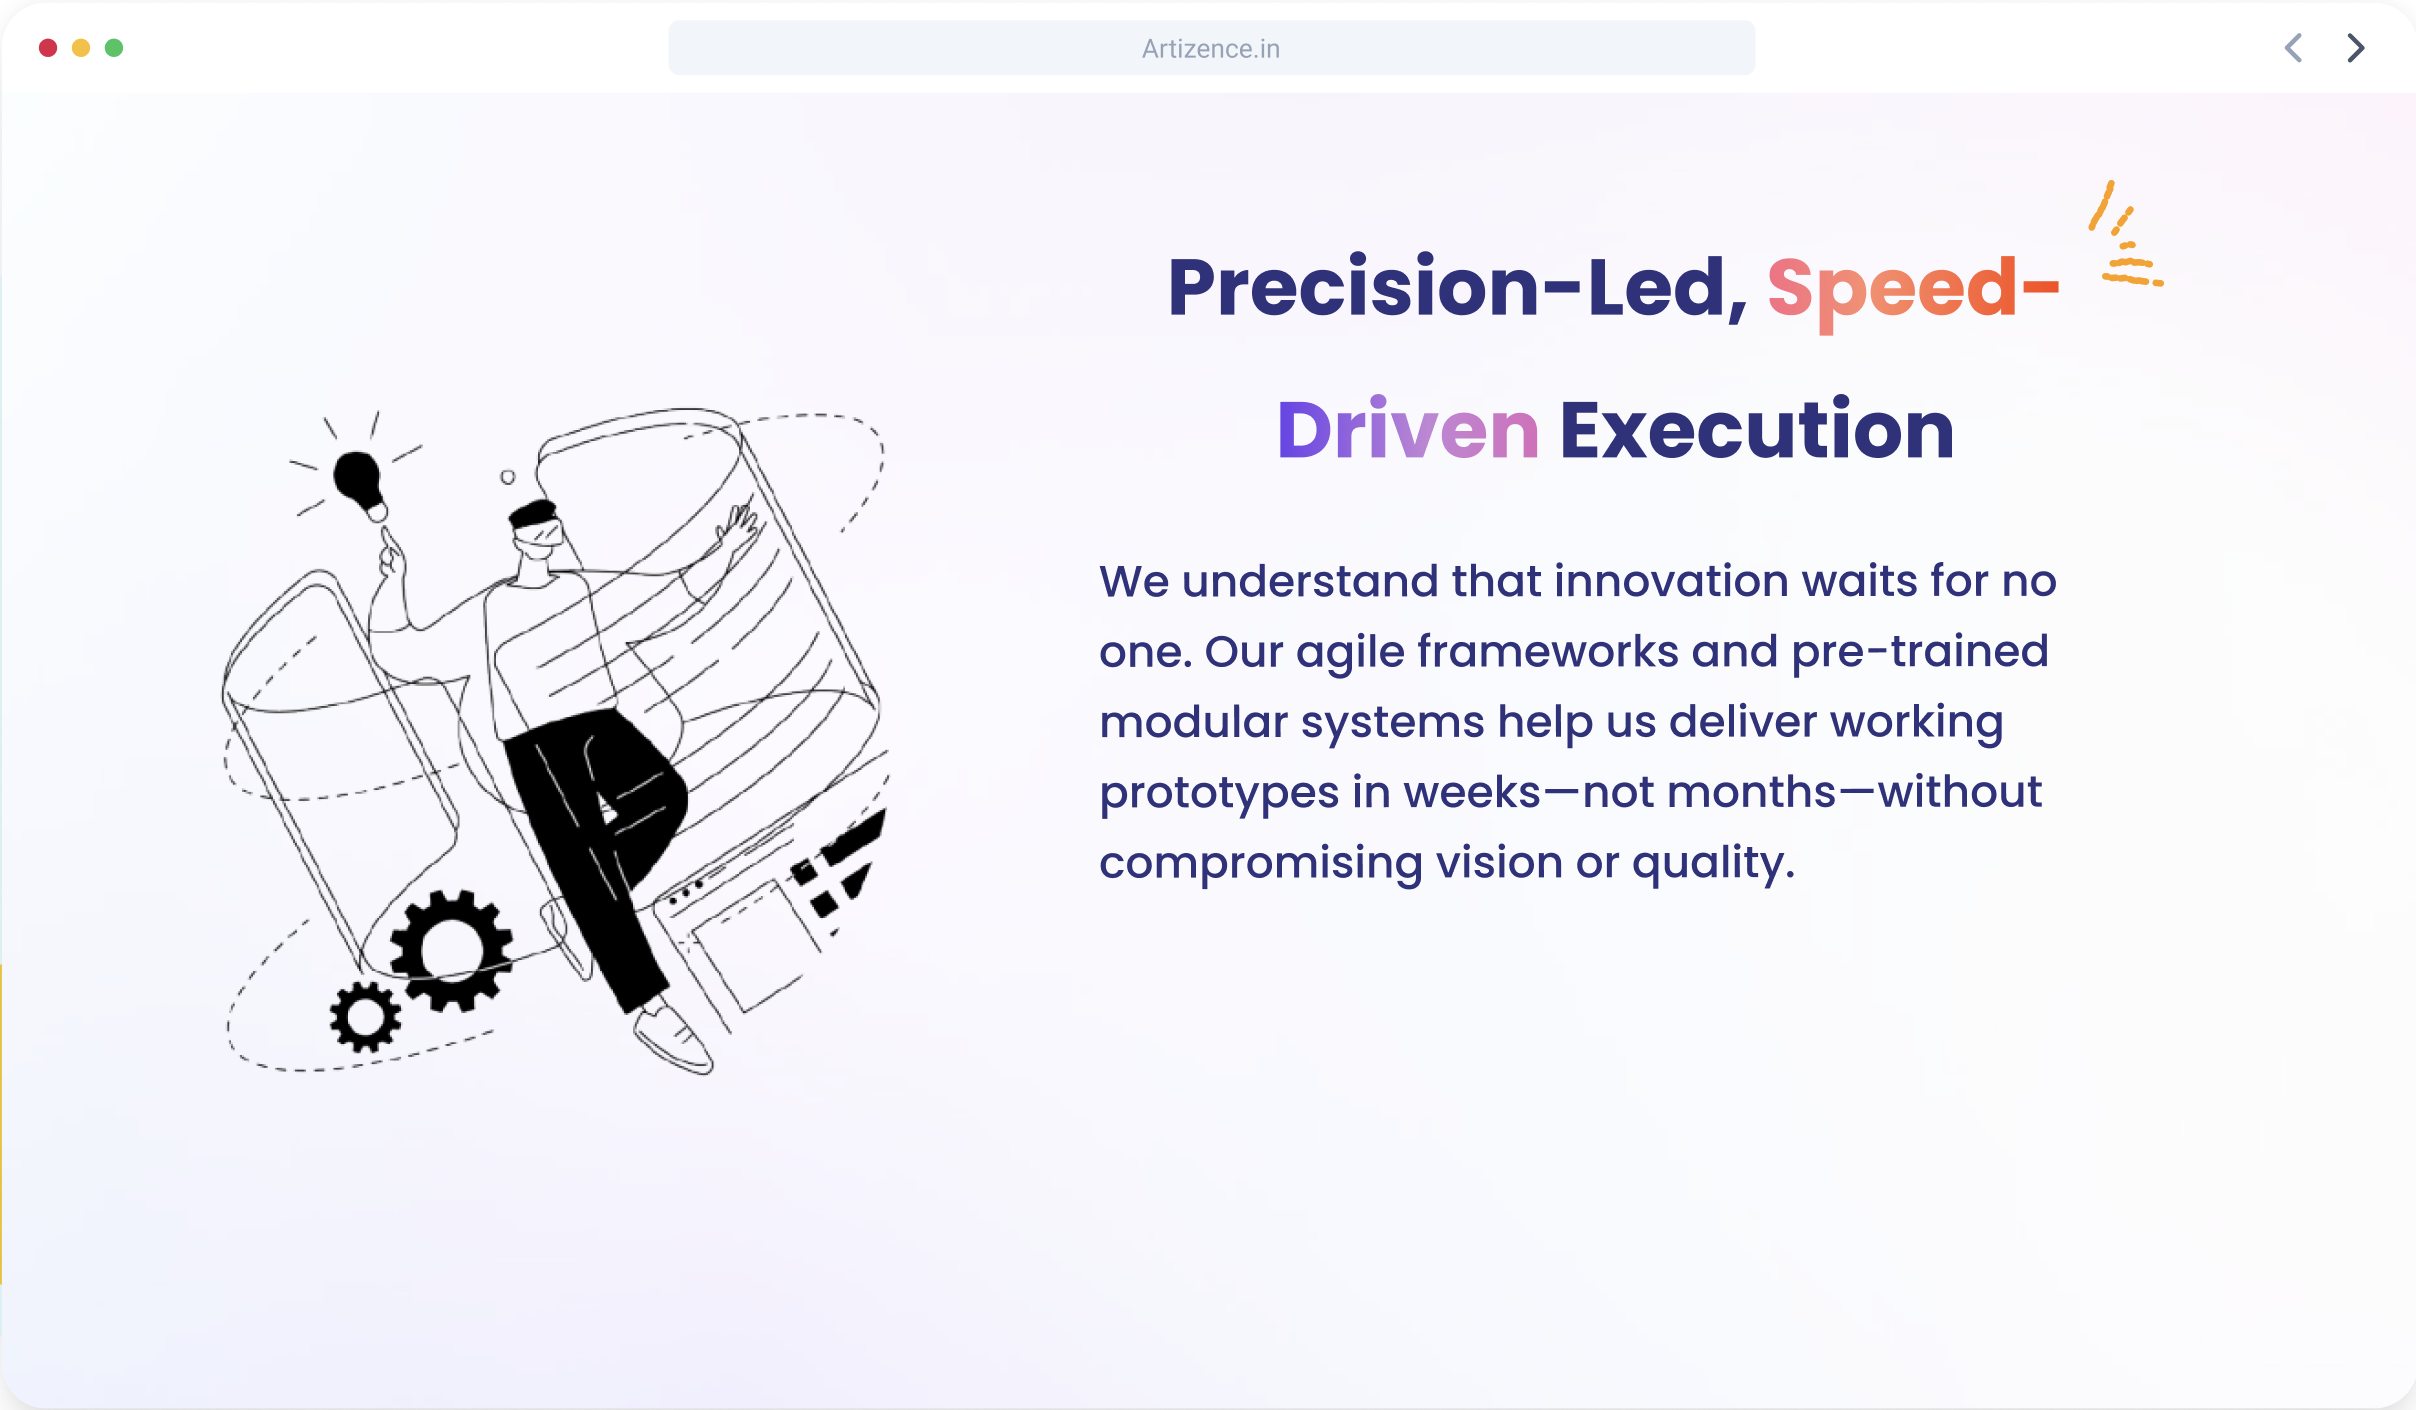 Artizence.in
Precision-Led, Speed-
Driven Execution
We understand that innovation waits for no
one. Our agile frameworks and pre-trained
modular systems help us deliver working
prototypes in weeks—not months—without
compromising vision or quality.